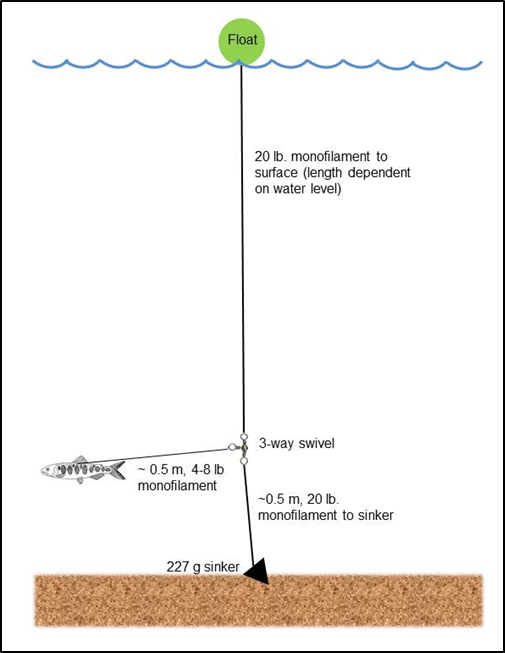 Float
20 lb. monofilament to
surface (length dependent
on water level)
3-way swivel
~ 0.5 m, 4-8 lb
monofilament
~0.5 m, 20 lb.
monofilament to sinker
227 g sinker